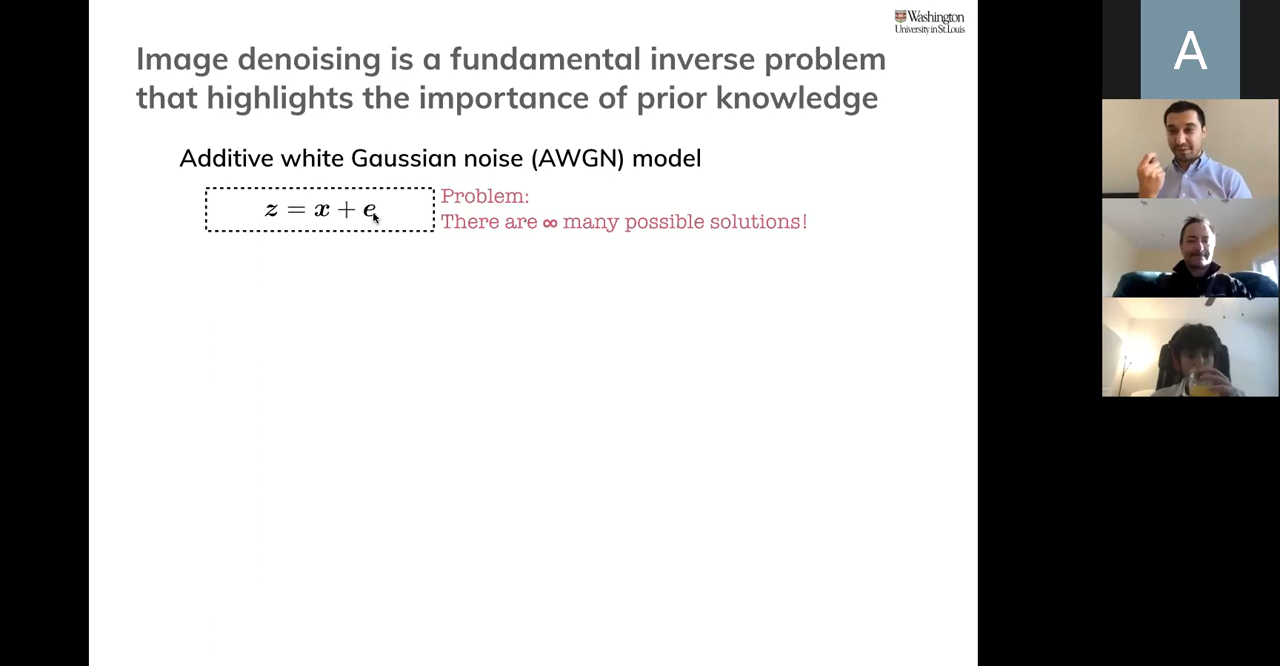 Washington
University in St. Louis
Image denoising is a fundamental inverse problem
that highlights the importance of prior knowledge
Additive white Gaussian noise (AWGN) model
z = x + e
Problem:
There are ∞ many possible solutions!
A